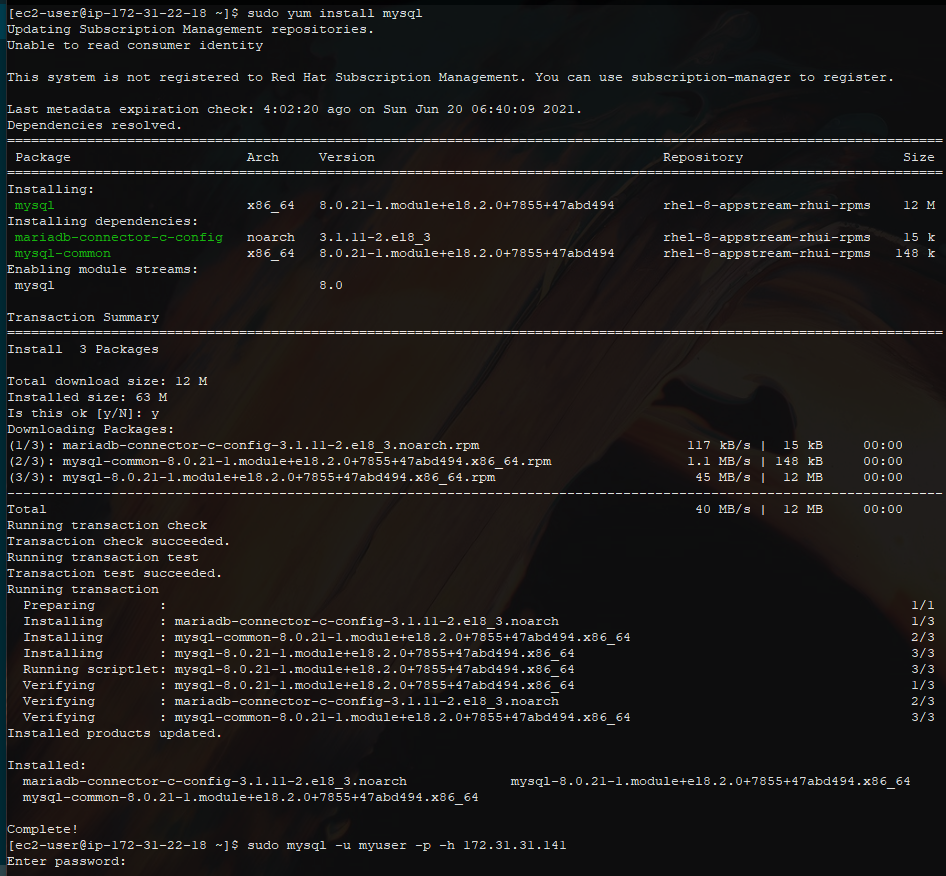 [ec2-user@ip-172-31-22-18 ~]$ sudo yum install mysql
Updating Subscription Management repositories.
Unable to read consumer identity

This system is not registered to Red Hat Subscription Management. You can use subscription-manager to register.

Last metadata expiration check: 4:02:20 ago on Sun Jun 20 06:40:09 2021.
Dependencies resolved.
================================================================================
 Package                      Arch     Version                                    Repository                    Size
================================================================================
Installing:
 mysql                        x86_64   8.0.21-1.module+el8.2.0+7855+47abd494      rhel-8-appstream-rhui-rpms    12 M
Installing dependencies:
 mariadb-connector-c-config   noarch   3.1.11-2.el8_3                             rhel-8-appstream-rhui-rpms    15 k
 mysql-common                 x86_64   8.0.21-1.module+el8.2.0+7855+47abd494      rhel-8-appstream-rhui-rpms   148 k
Enabling module streams:
 mysql                                 8.0

Transaction Summary
================================================================================
Install  3 Packages

Total download size: 12 M
Installed size: 63 M
Is this ok [y/N]: y
Downloading Packages:
(1/3): mariadb-connector-c-config-3.1.11-2.el8_3.noarch.rpm                          117 kB/s |  15 kB     00:00
(2/3): mysql-common-8.0.21-1.module+el8.2.0+7855+47abd494.x86_64.rpm                 1.1 MB/s | 148 kB     00:00
(3/3): mysql-8.0.21-1.module+el8.2.0+7855+47abd494.x86_64.rpm                         45 MB/s |  12 MB     00:00
--------------------------------------------------------------------------------
Total                                                                                 40 MB/s |  12 MB     00:00
Running transaction check
Transaction check succeeded.
Running transaction test
Transaction test succeeded.
Running transaction
  Preparing        :                                                                                             1/1
  Installing       : mariadb-connector-c-config-3.1.11-2.el8_3.noarch                                            1/3
  Installing       : mysql-common-8.0.21-1.module+el8.2.0+7855+47abd494.x86_64                                   2/3
  Installing       : mysql-8.0.21-1.module+el8.2.0+7855+47abd494.x86_64                                          3/3
  Running scriptlet: mysql-8.0.21-1.module+el8.2.0+7855+47abd494.x86_64                                          3/3
  Verifying        : mysql-8.0.21-1.module+el8.2.0+7855+47abd494.x86_64                                          1/3
  Verifying        : mariadb-connector-c-config-3.1.11-2.el8_3.noarch                                            2/3
  Verifying        : mysql-common-8.0.21-1.module+el8.2.0+7855+47abd494.x86_64                                   3/3
Installed products updated.

Installed:
  mariadb-connector-c-config-3.1.11-2.el8_3.noarch             mysql-8.0.21-1.module+el8.2.0+7855+47abd494.x86_64
  mysql-common-8.0.21-1.module+el8.2.0+7855+47abd494.x86_64

Complete!
[ec2-user@ip-172-31-22-18 ~]$ sudo mysql -u myuser -p -h 172.31.31.141
Enter password: